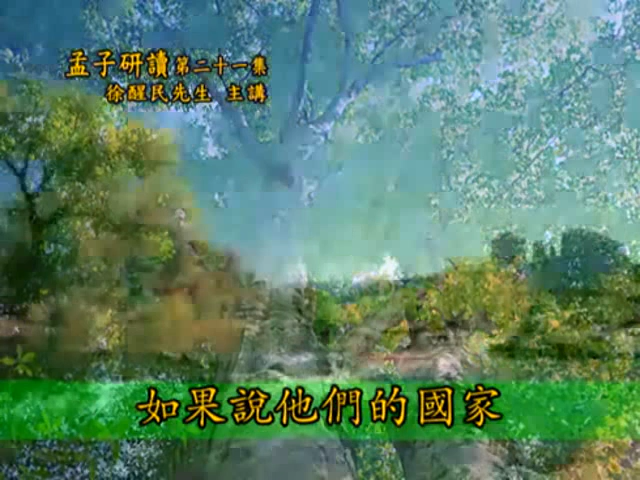 孟子研讀第二十一集
徐醒民先生 主講
如果說他們的國家